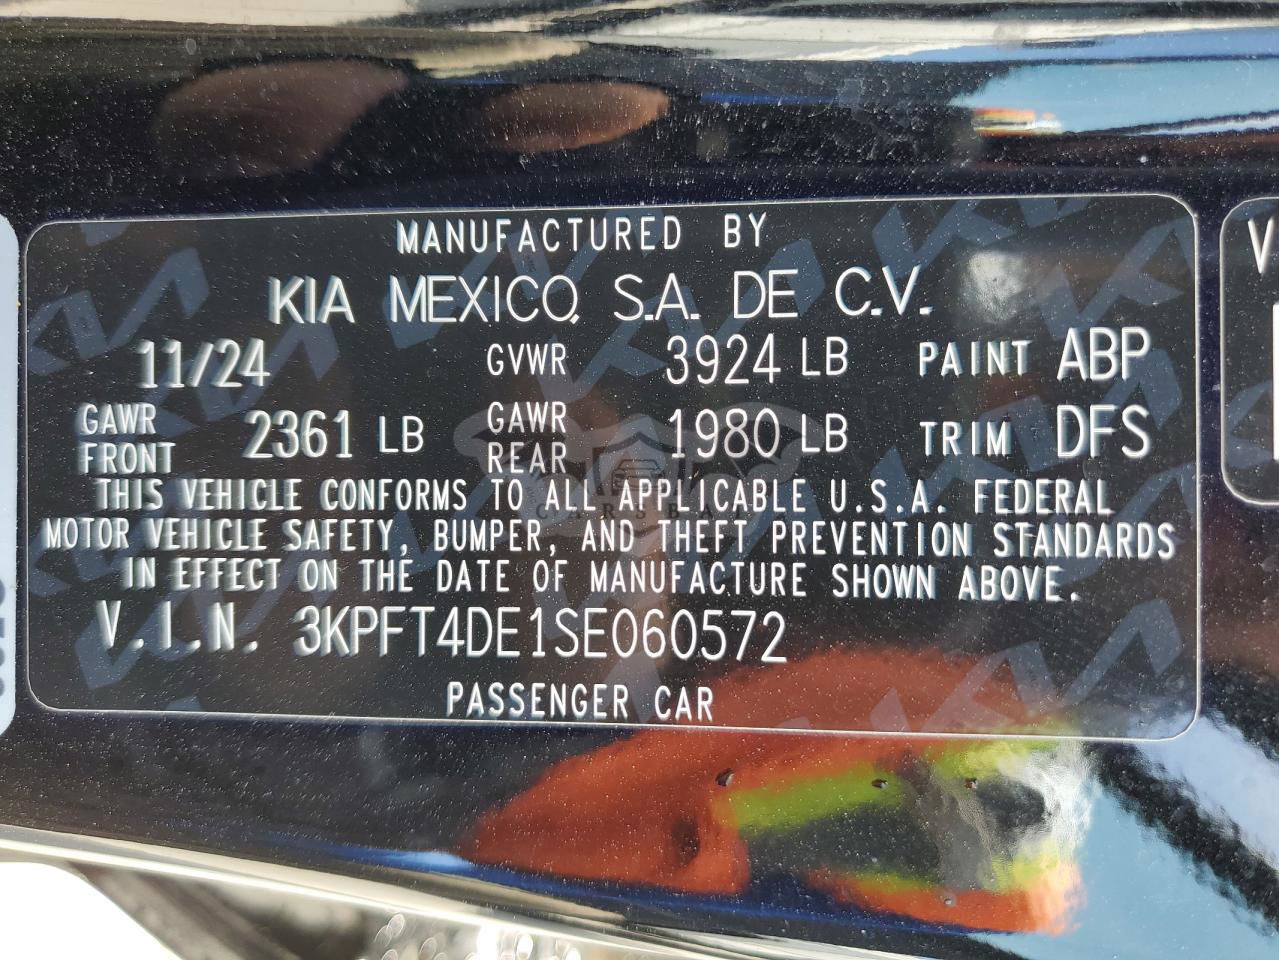 MANUFACTURED BY
KIA MEXICO, S.A. DE C.V.
11/24 GVWR 3924 LB PAINT ABP
GAWR FRONT 2361 LB GAWR REAR 1980 LB TRIM DFS
THIS VEHICLE CONFORMS TO ALL APPLICABLE U.S.A. FEDERAL
MOTOR VEHICLE SAFETY, BUMPER, AND THEFT PREVENTION STANDARDS
IN EFFECT ON THE DATE OF MANUFACTURE SHOWN ABOVE.
V.I.N. 3KPFT4DE1SE060572
PASSENGER CAR